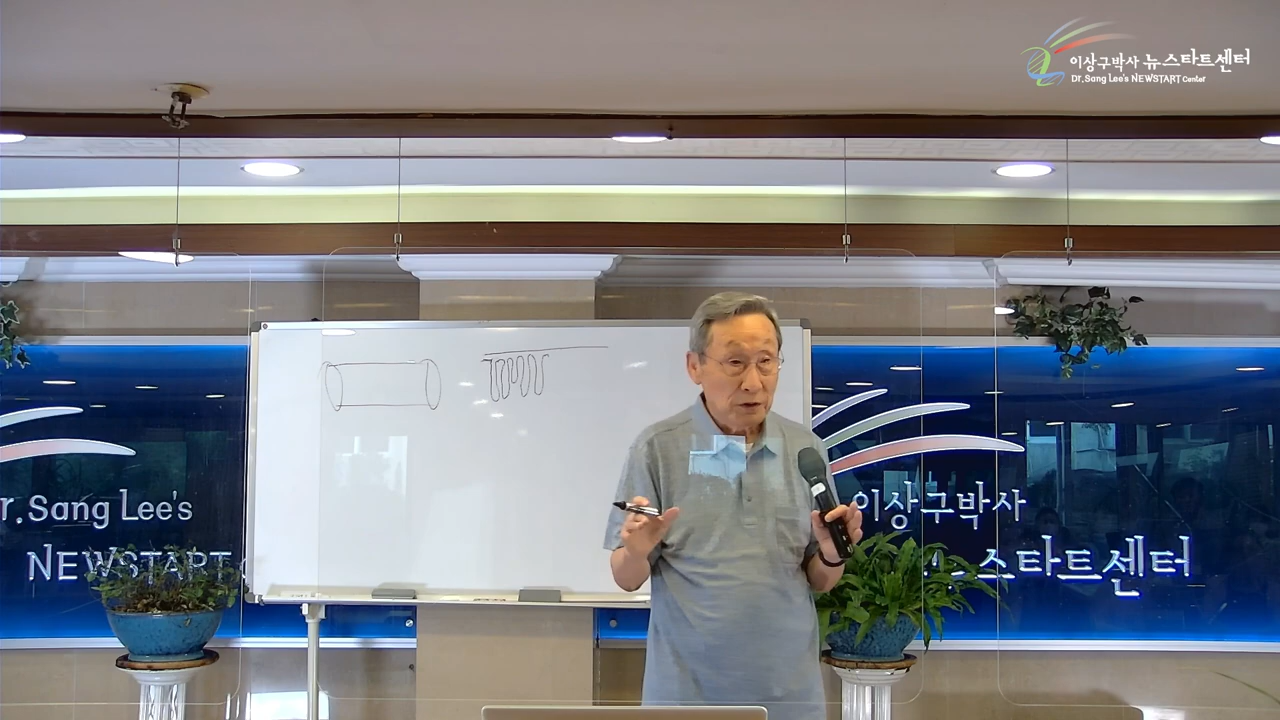 이상구박사 뉴스타트센터
Dr. Sang Lee's NEWSTART Center
r. Sang Lee's
NEWSTART
이상구박사
스타트센터